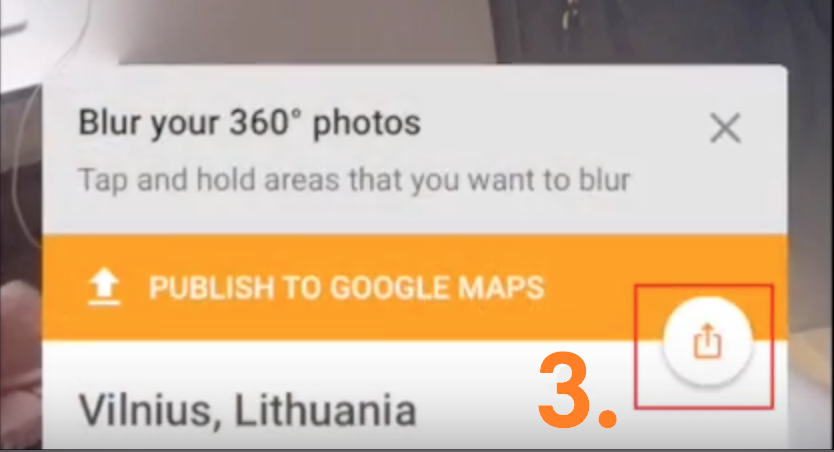 Blur your 360° photos
Tap and hold areas that you want to blur
PUBLISH TO GOOGLE MAPS
3.
Vilnius, Lithuania